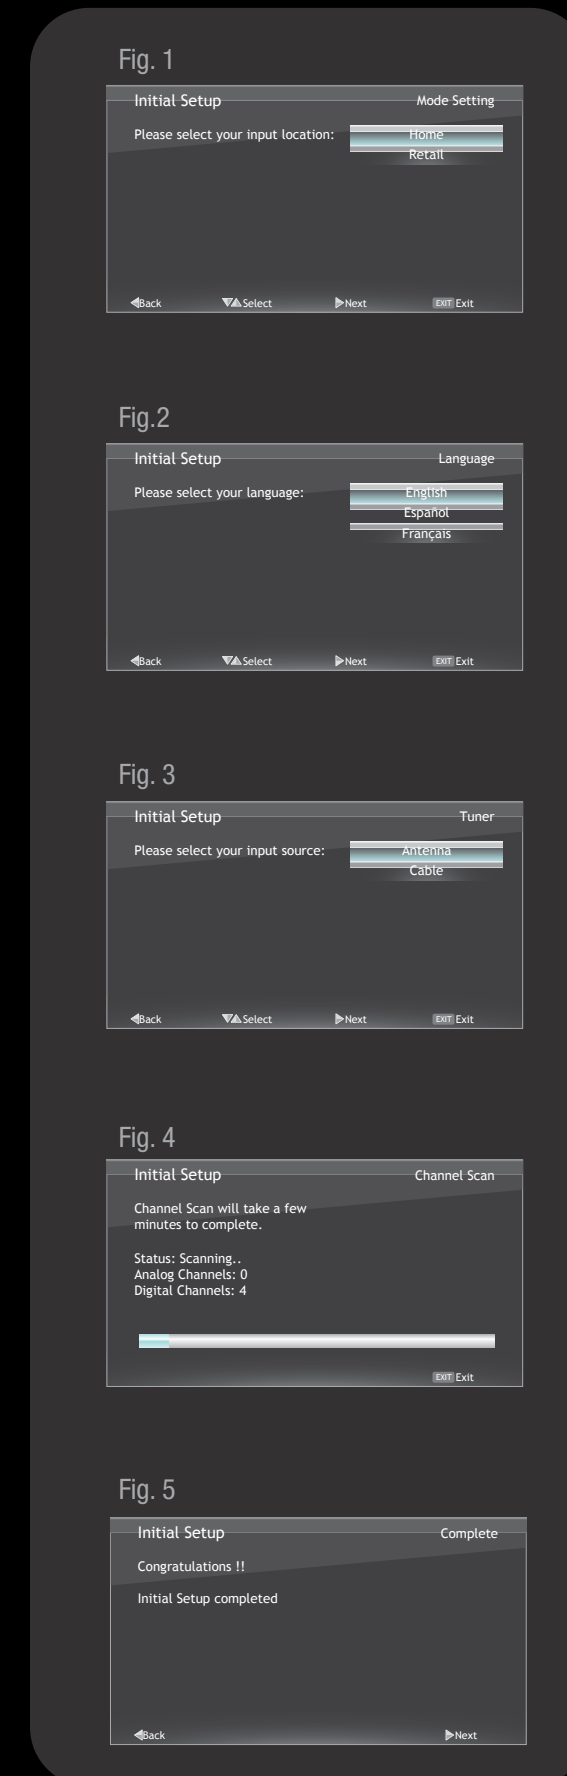 Fig. 1
Initial Setup Mode Setting
Please select your input location: Home
Retail
Back Select Next EXIT Exit
Fig.2
Initial Setup Language
Please select your language: English
Español
Français
Back Select Next EXIT Exit
Fig. 3
Initial Setup Tuner
Please select your input source: Antenna
Cable
Back Select Next EXIT Exit
Fig. 4
Initial Setup Channel Scan
Channel Scan will take a few
minutes to complete.
Status: Scanning..
Analog Channels: 0
Digital Channels: 4
EXIT Exit
Fig. 5
Initial Setup Complete
Congratulations !!
Initial Setup completed
Back Next